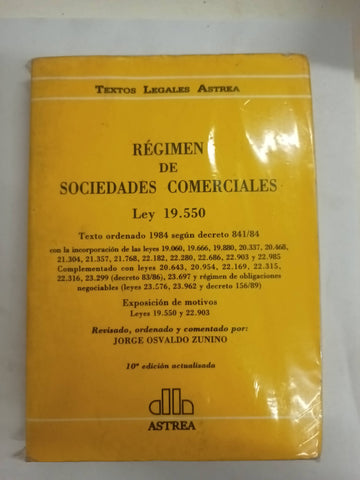 TEXTOS LEGALES ASTREA
RÉGIMEN
DE
SOCIEDADES COMERCIALES
Ley 19.550
Texto ordenado 1984 según decreto 841/84
con la incorporación de las leyes 19.060, 19.666, 19.880, 20.337, 20.468,
21.304, 21.357, 21.768, 22.182, 22.280, 22.686, 22.903 y 22.985
Complementado con leyes 20.643, 20.954, 22.169, 22.315,
22.316, 23.299 (decreto 83/86), 23.697 y régimen de obligaciones
negociables (leyes 23.576, 23.962 y decreto 156/89)
Exposición de motivos
Leyes 19.550 y 22.903
Revisado, ordenado y comentado por:
JORGE OSVALDO ZUNINO
10ª edición actualizada
ASTREA